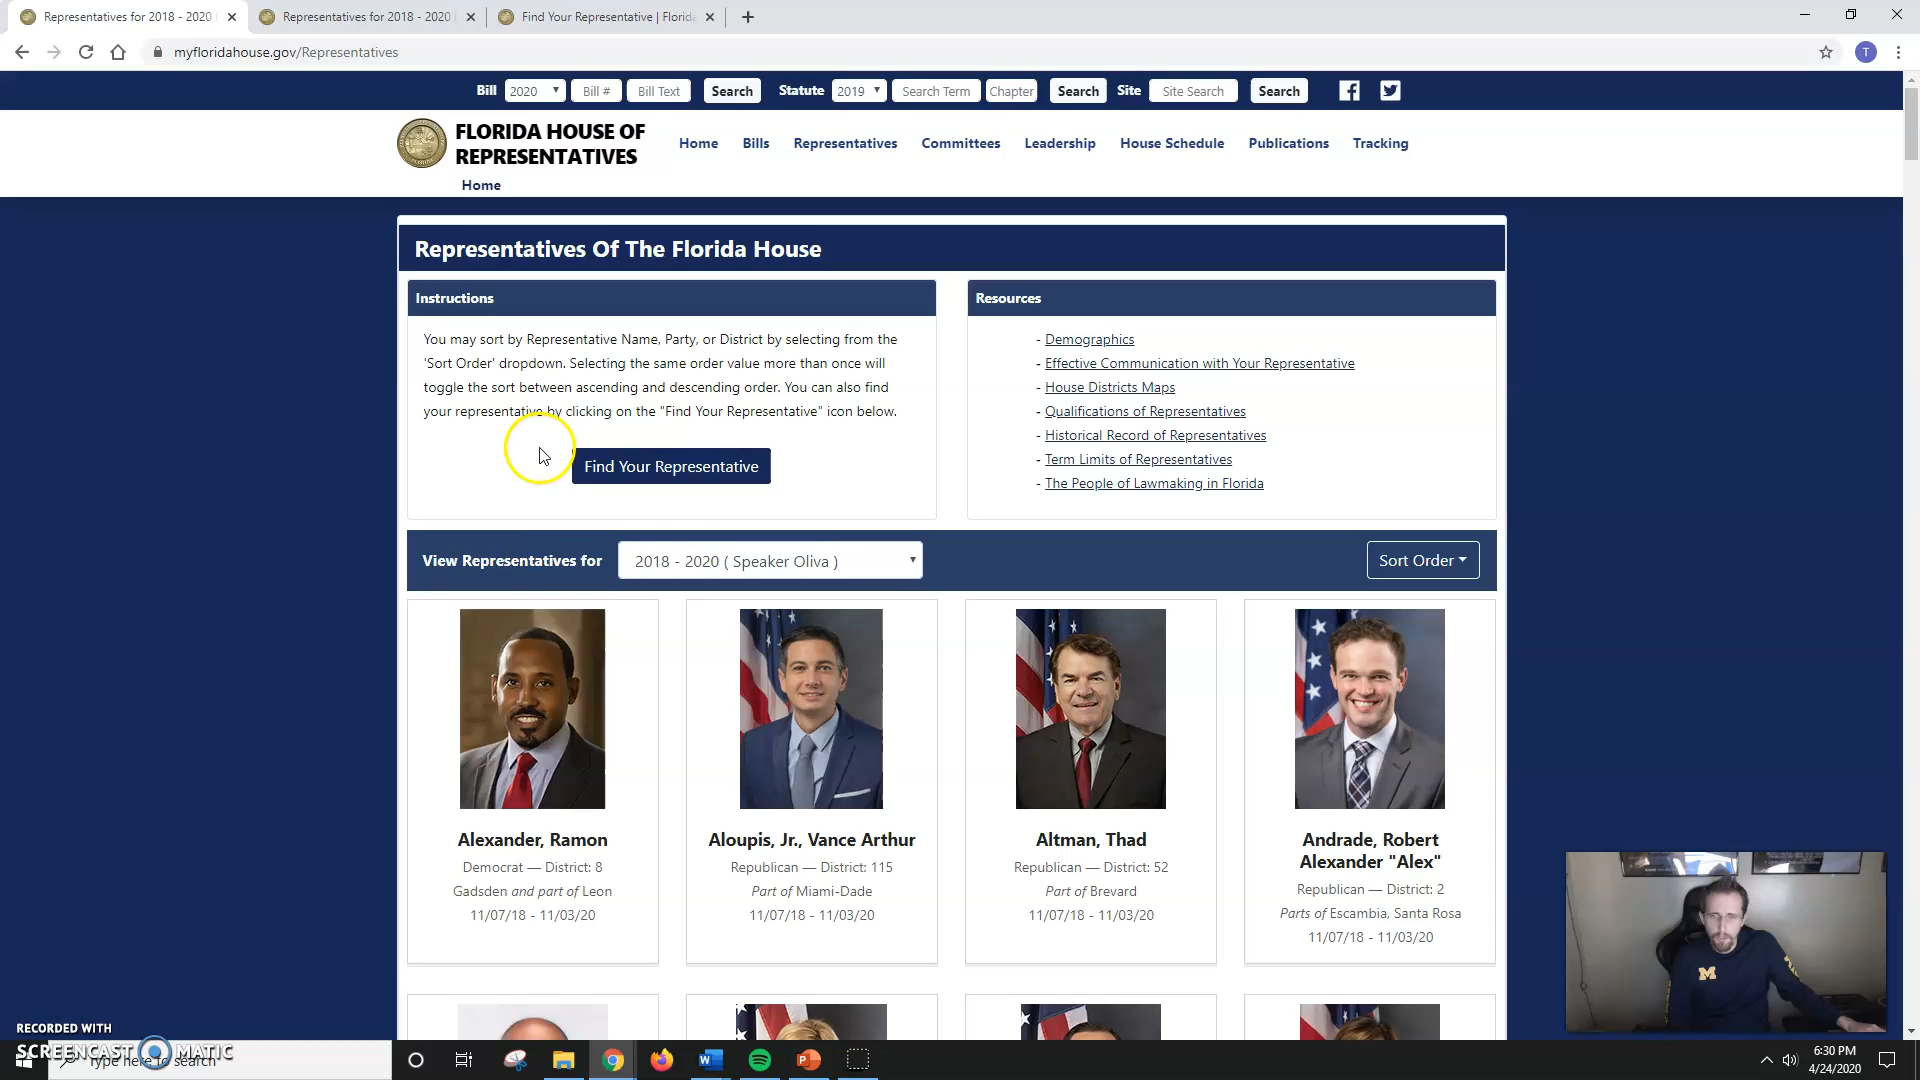 Representatives for 2018 - 2020
Representatives for 2018 - 2020
Find Your Representative | Florid
myfloridahouse.gov/Representatives
T
Bill 2020 Bill # Bill Text Search Statute 2019 Search Term Chapter Search Site Site Search Search
FLORIDA HOUSE OF
REPRESENTATIVES
Home Bills Representatives Committees Leadership House Schedule Publications Tracking
Home
Representatives Of The Florida House
Instructions
You may sort by Representative Name, Party, or District by selecting from the
'Sort Order' dropdown. Selecting the same order value more than once will
toggle the sort between ascending and descending order. You can also find
your representative by clicking on the "Find Your Representative" icon below.
Find Your Representative
Resources
- Demographics
- Effective Communication with Your Representative
- House Districts Maps
- Qualifications of Representatives
- Historical Record of Representatives
- Term Limits of Representatives
- The People of Lawmaking in Florida
View Representatives for 2018 - 2020 ( Speaker Oliva ) Sort Order
Alexander, Ramon
Democrat — District: 8
Gadsden and part of Leon
11/07/18 - 11/03/20
Aloupis, Jr., Vance Arthur
Republican — District: 115
Part of Miami-Dade
11/07/18 - 11/03/20
Altman, Thad
Republican — District: 52
Part of Brevard
11/07/18 - 11/03/20
Andrade, Robert
Alexander "Alex"
Republican — District: 2
Parts of Escambia, Santa Rosa
11/07/18 - 11/03/20
M
RECORDED WITH
SCREENCAST MATIC
Type here to search
6:30 PM
4/24/2020